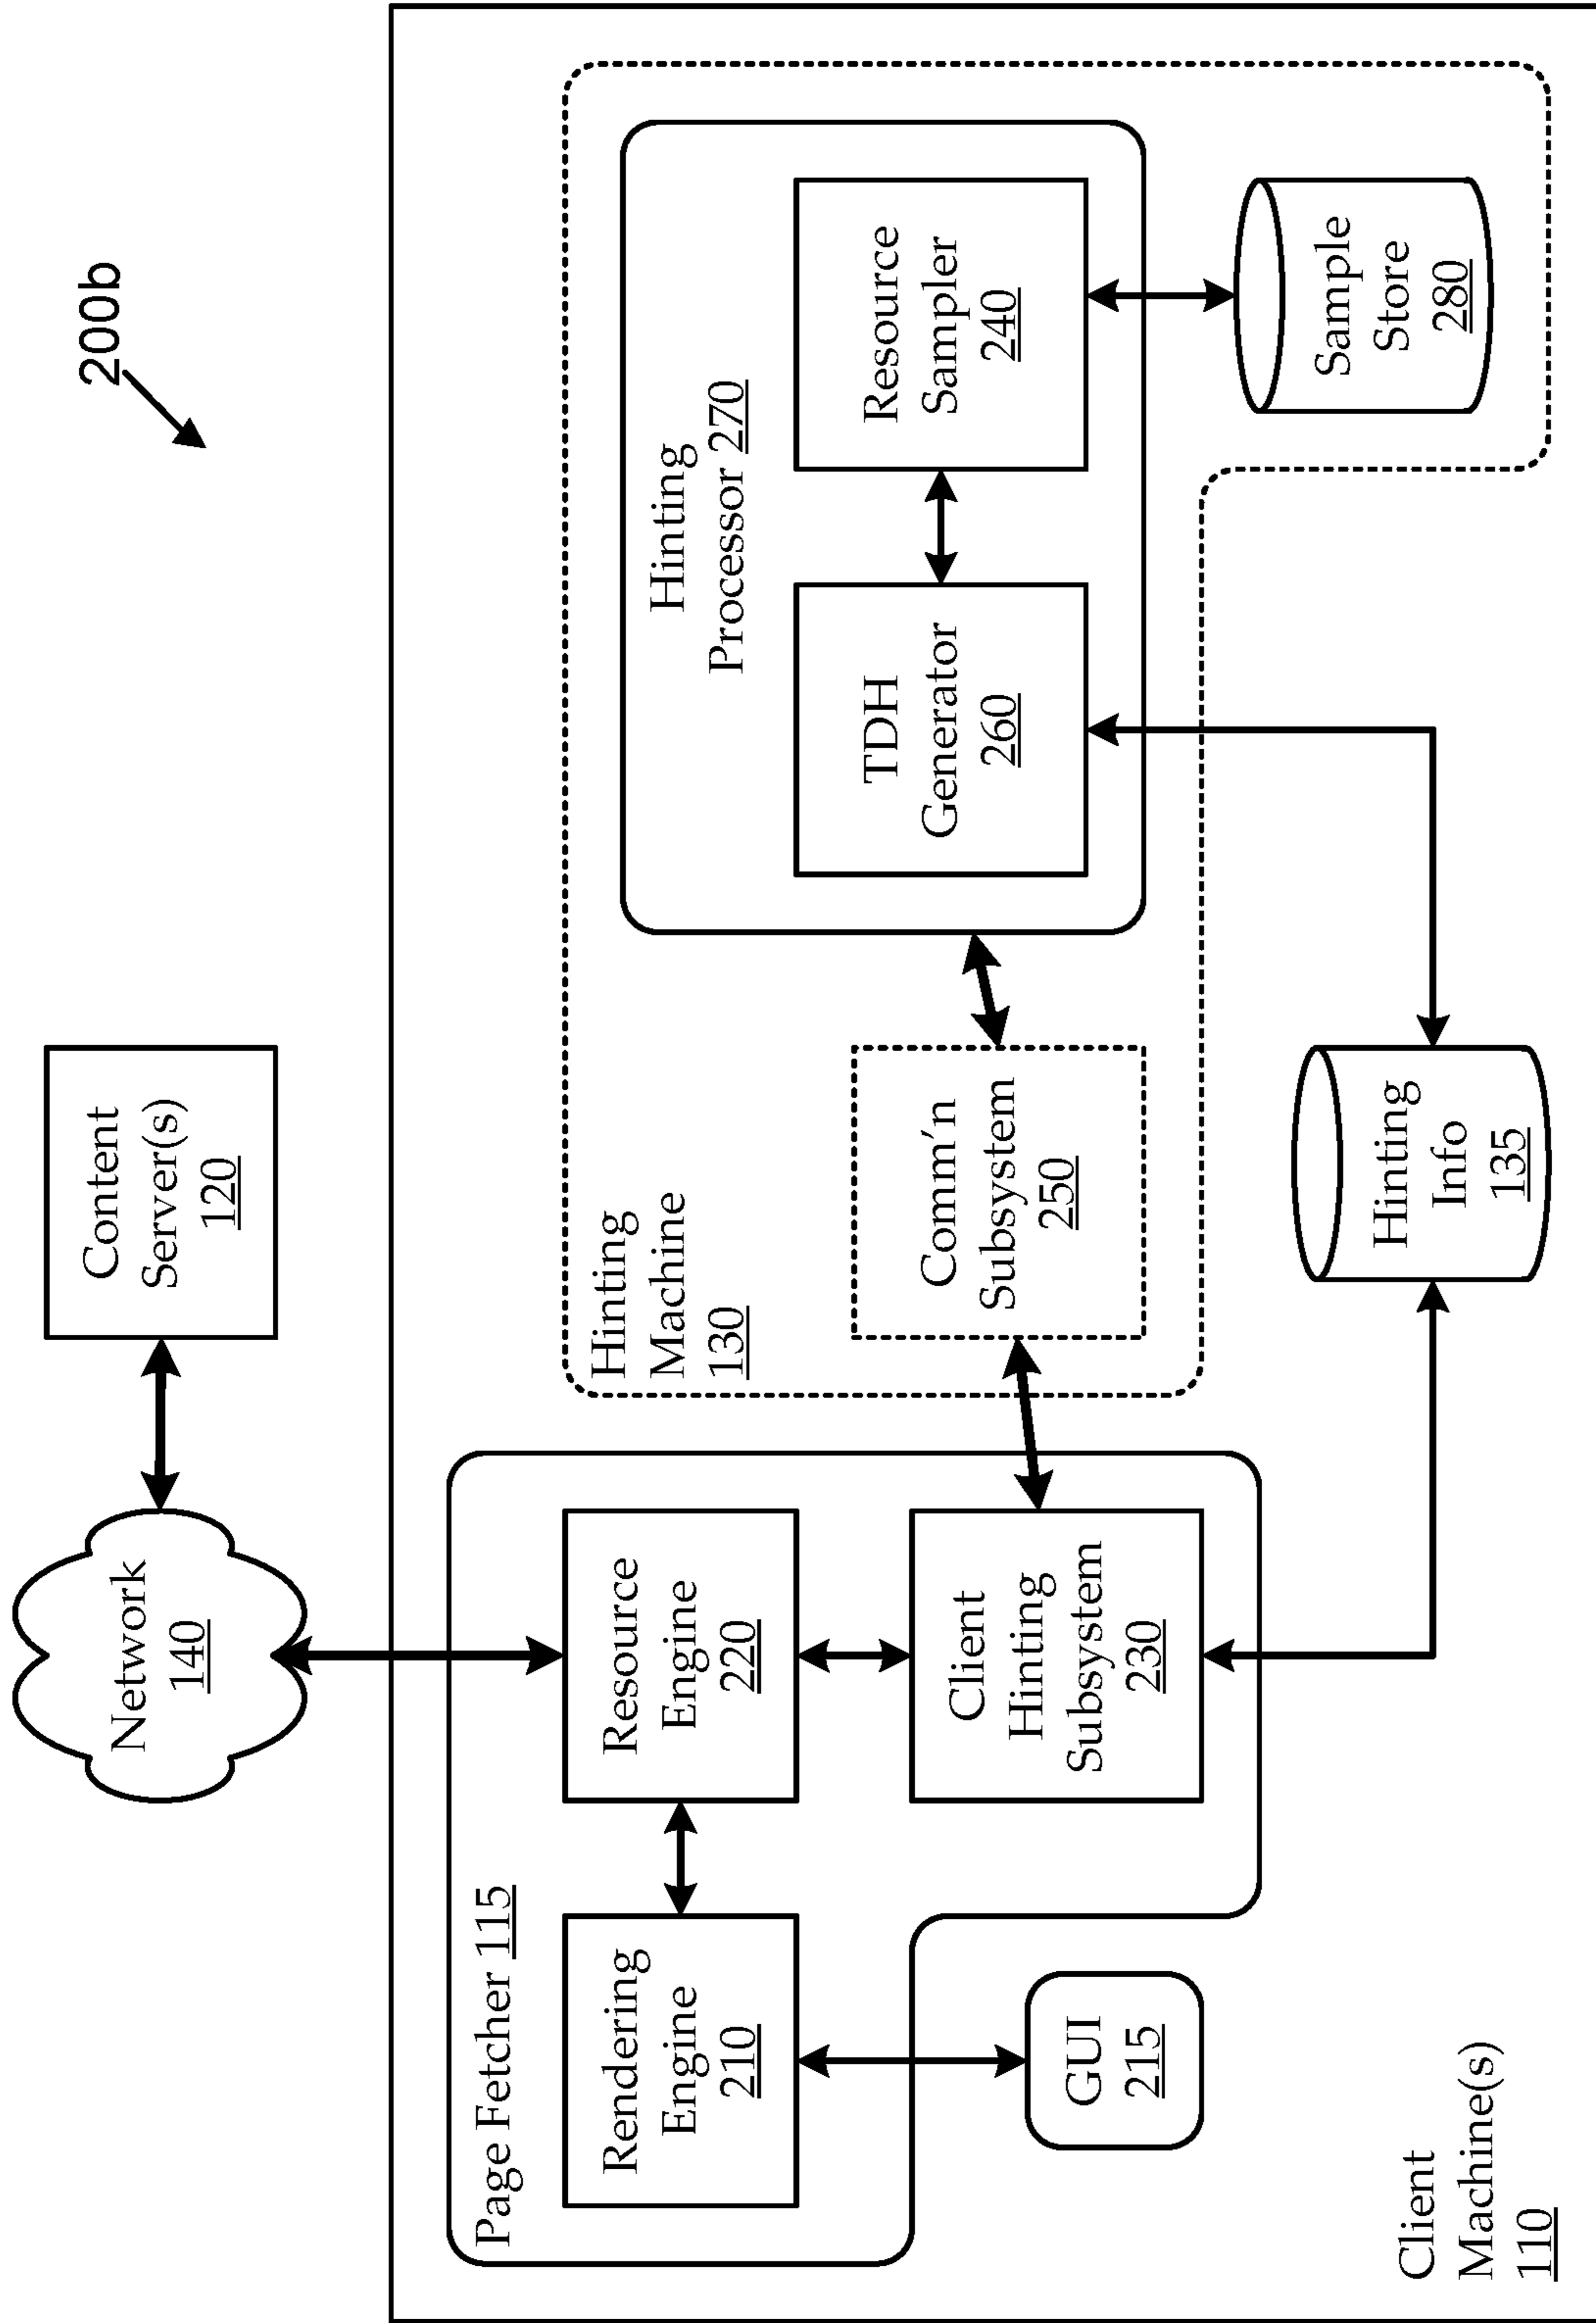 200b
Network
140
Content
Server(s)
120
Page Fetcher 115
Rendering
Engine
210
Resource
Engine
220
Client
Hinting
Subsystem
230
GUI
215
Hinting
Machine
130
Comm'n
Subsystem
250
Hinting
Processor 270
TDH
Generator
260
Resource
Sampler
240
Sample
Store
280
Hinting
Info
135
Client
Machine(s)
110